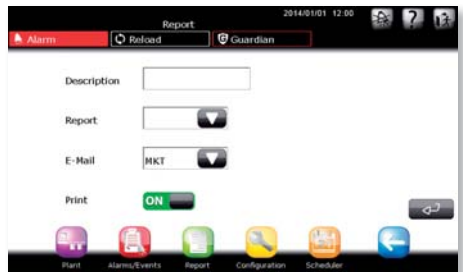 Report
2014/01/01 12:00
?
Alarm
Reload
Guardian
Description
Report
E-Mail
MKT
Print
ON
Plant
Alarms/Events
Report
Configuration
Scheduler